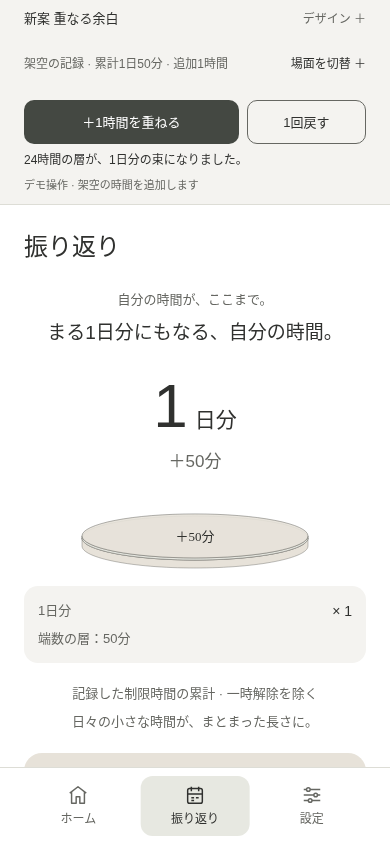 新案 重なる余白
デザイン ＋
架空の記録 · 累計1日50分 · 追加1時間
場面を切替 ＋
＋1時間を重ねる
1回戻す
24時間の層が、1日分の束になりました。
デモ操作 · 架空の時間を追加します
振り返り
自分の時間が、ここまで。
まる1日分にもなる、自分の時間。
1 日分
＋50分
＋50分
1日分
× 1
端数の層：50分
記録した制限時間の累計 · 一時解除を除く
日々の小さな時間が、まとまった長さに。
ホーム
振り返り
設定